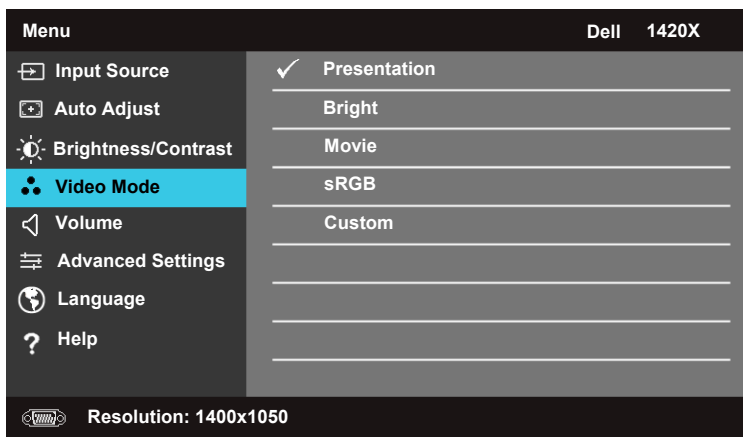 Menu Dell 1420X
Input Source
Auto Adjust
Brightness/Contrast
Video Mode
Volume
Advanced Settings
Language
? Help
Presentation
Bright
Movie
sRGB
Custom
Resolution: 1400x1050